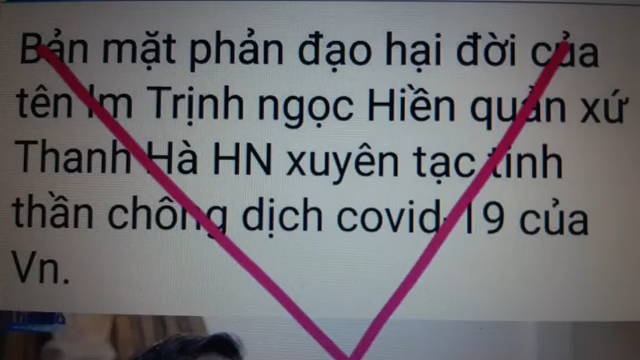 Bản mặt phản đạo hại đời của
tên lm Trịnh ngọc Hiền quản xứ
Thanh Hà HN xuyên tạc tinh
thần chông dịch covid-19 của
Vn.